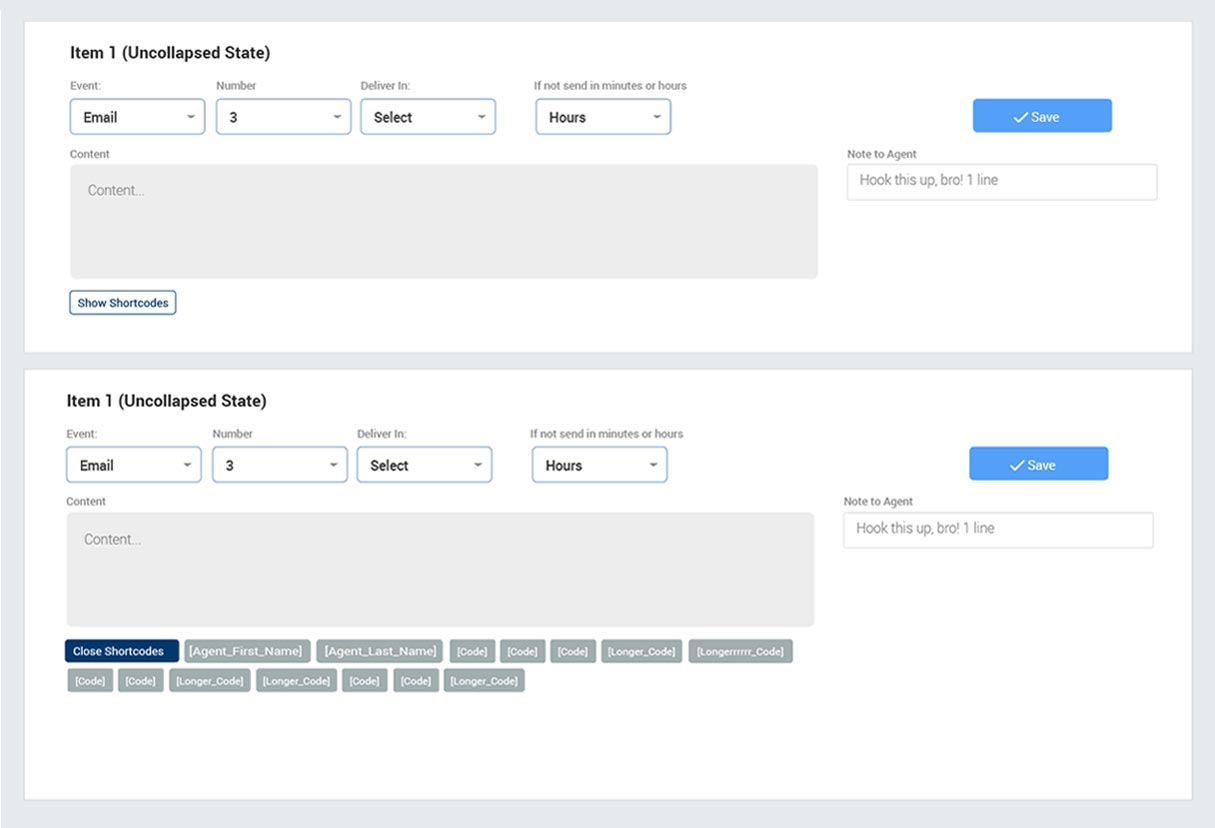 Item 1 (Uncollapsed State)
Event: Number Deliver In: If not send in minutes or hours
Email 3 Select Hours Save
Content Note to Agent
Content... Hook this up, bro! 1 line
Show Shortcodes
Item 1 (Uncollapsed State)
Event: Number Deliver In: If not send in minutes or hours
Email 3 Select Hours Save
Content Note to Agent
Content... Hook this up, bro! 1 line
Close Shortcodes [Agent_First_Name] [Agent_Last_Name] [Code] [Code] [Code] [Longer_Code] [Longerrrrrr_Code]
[Code] [Code] [Longer_Code] [Longer_Code] [Code] [Code] [Longer_Code]